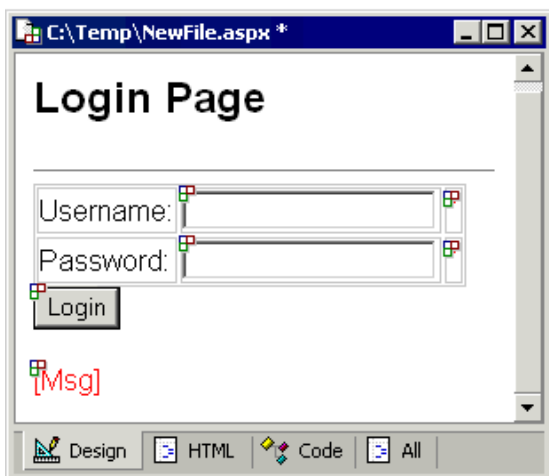 C:\Temp\NewFile.aspx *
Login Page
Username:
Password:
Login
[Msg]
Design HTML Code All